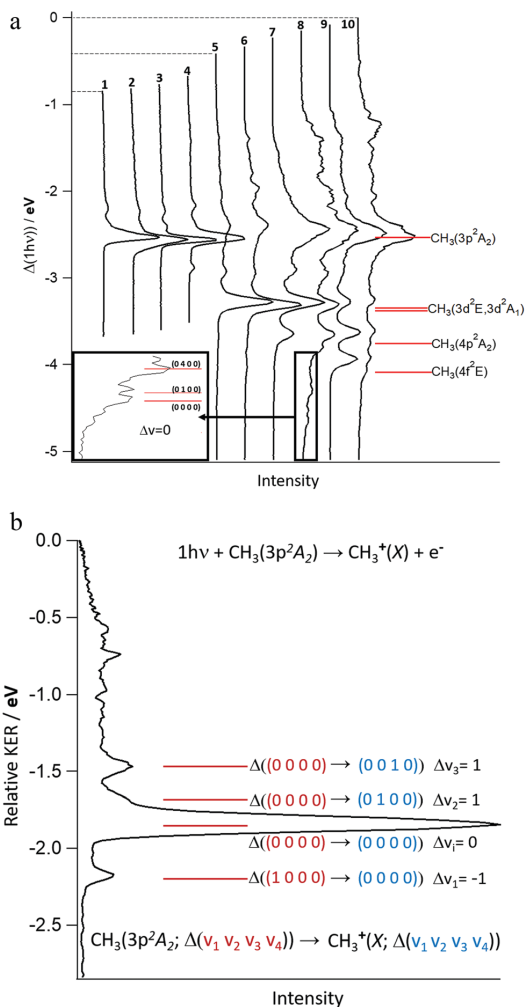 a
0
-1
-2
-3
-4
-5
Δ(1hν)) / eV
1 2 3 4 5 6 7 8 9 10
CH₃(3p²A₂)
CH₃(3d²E,3d²A₁)
CH₃(4p²A₂)
CH₃(4f²E)
(0 4 0 0)
(0 1 0 0)
(0 0 0 0)
Δv=0
Intensity
b
0.0
-0.5
-1.0
-1.5
-2.0
-2.5
Relative KER / eV
1hν + CH₃(3p²A₂) → CH₃⁺(X) + e⁻
Δ((0 0 0 0) → (0 0 1 0)) Δv₃= 1
Δ((0 0 0 0) → (0 1 0 0)) Δv₂= 1
Δ((0 0 0 0) → (0 0 0 0)) Δvᵢ= 0
Δ((1 0 0 0) → (0 0 0 0)) Δv₁= -1
CH₃(3p²A₂; Δ(v₁ v₂ v₃ v₄)) → CH₃⁺(X; Δ(v₁ v₂ v₃ v₄))
Intensity